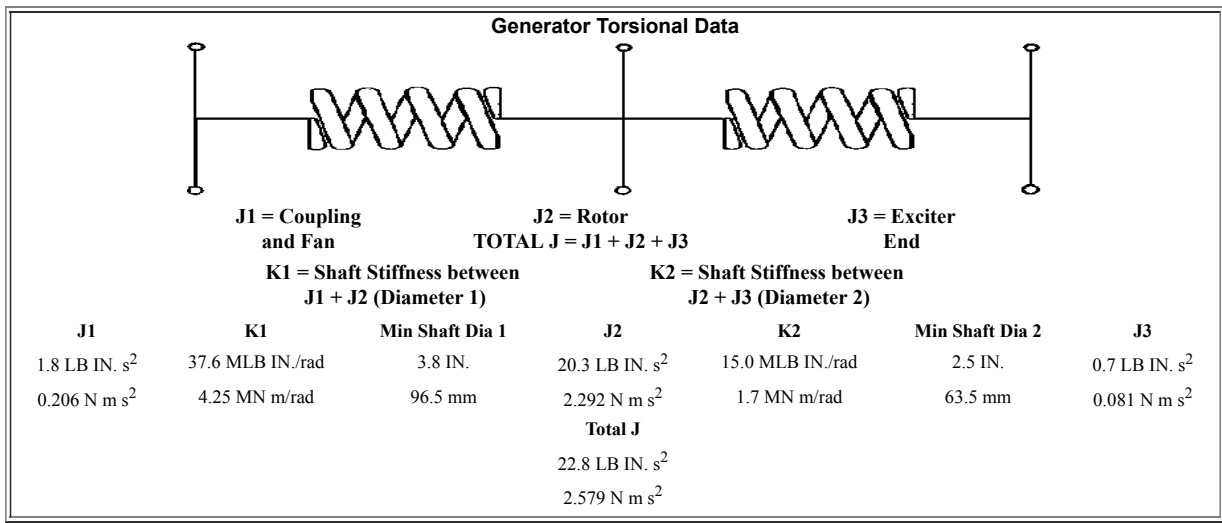 Generator Torsional Data
J1 = Coupling
and Fan
J2 = Rotor
TOTAL J = J1 + J2 + J3
J3 = Exciter
End
K1 = Shaft Stiffness between
J1 + J2 (Diameter 1)
K2 = Shaft Stiffness between
J2 + J3 (Diameter 2)
J1 K1 Min Shaft Dia 1 J2 K2 Min Shaft Dia 2 J3
1.8 LB IN. s² 37.6 MLB IN./rad 3.8 IN. 20.3 LB IN. s² 15.0 MLB IN./rad 2.5 IN. 0.7 LB IN. s²
0.206 N m s² 4.25 MN m/rad 96.5 mm 2.292 N m s² 1.7 MN m/rad 63.5 mm 0.081 N m s²
Total J
22.8 LB IN. s²
2.579 N m s²